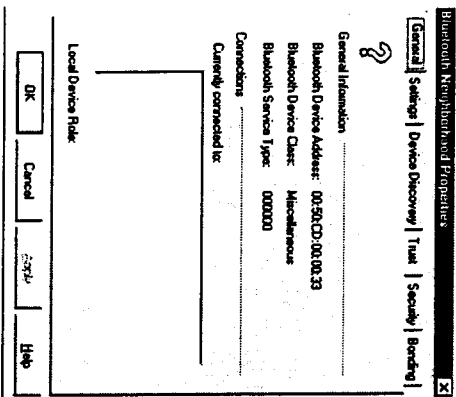 Bluetooth Neighborhood Properties
General Settings Device Discovery Trust Security Bonding
General Information
Bluetooth Device Address: 00:50:CD:00:00:33
Bluetooth Device Class: Miscellaneous
Bluetooth Service Type: 000000
Connections
Currently connected to:
Local Device Role:
OK Cancel Apply Help